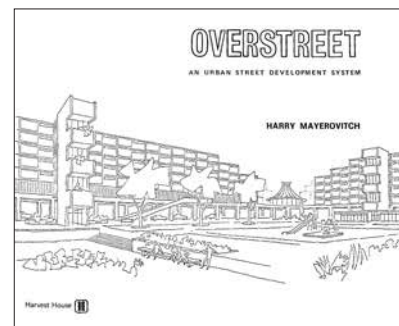 OVERSTREET
AN URBAN STREET DEVELOPMENT SYSTEM
HARRY MAYEROVITCH
Harvest House